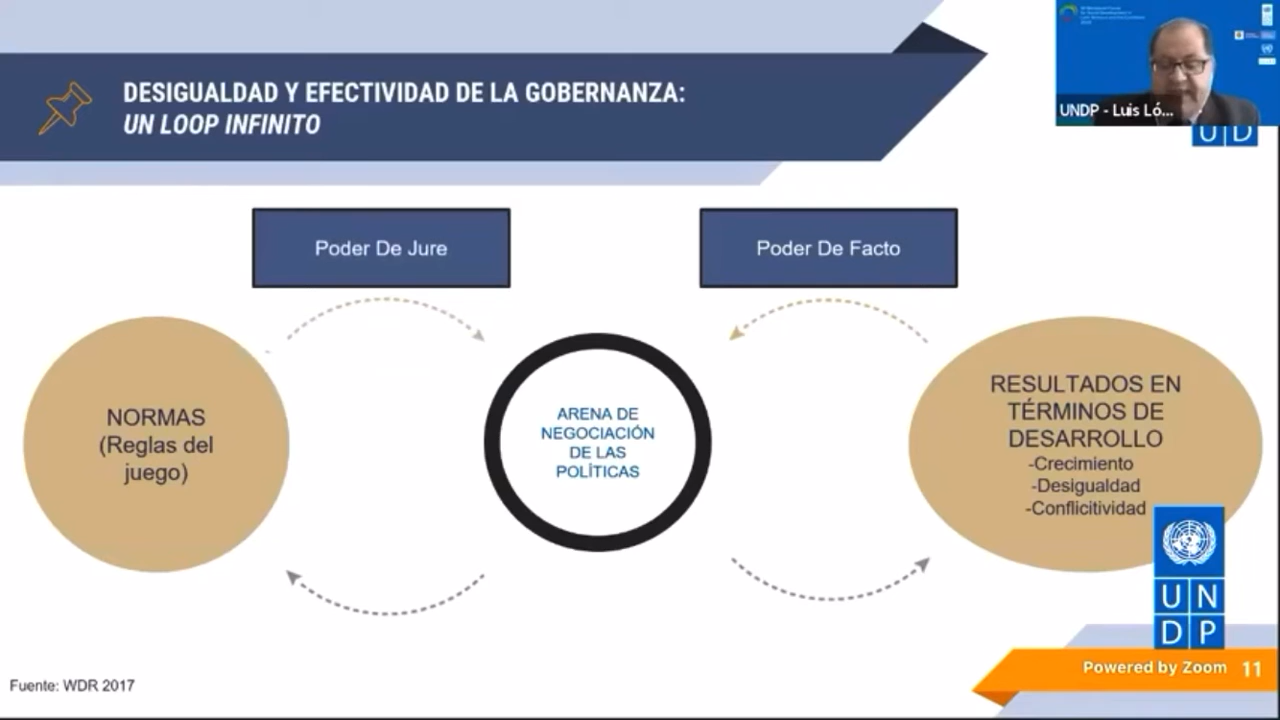 DESIGUALDAD Y EFECTIVIDAD DE LA GOBERNANZA:
UN LOOP INFINITO
UNDP - Luis Ló...
U D
Poder De Jure
Poder De Facto
NORMAS
(Reglas del
juego)
ARENA DE
NEGOCIACIÓN
DE LAS
POLÍTICAS
RESULTADOS EN
TÉRMINOS DE
DESARROLLO
-Crecimiento
-Desigualdad
-Conflicitividad
U N
D P
Powered by Zoom 11
Fuente: WDR 2017